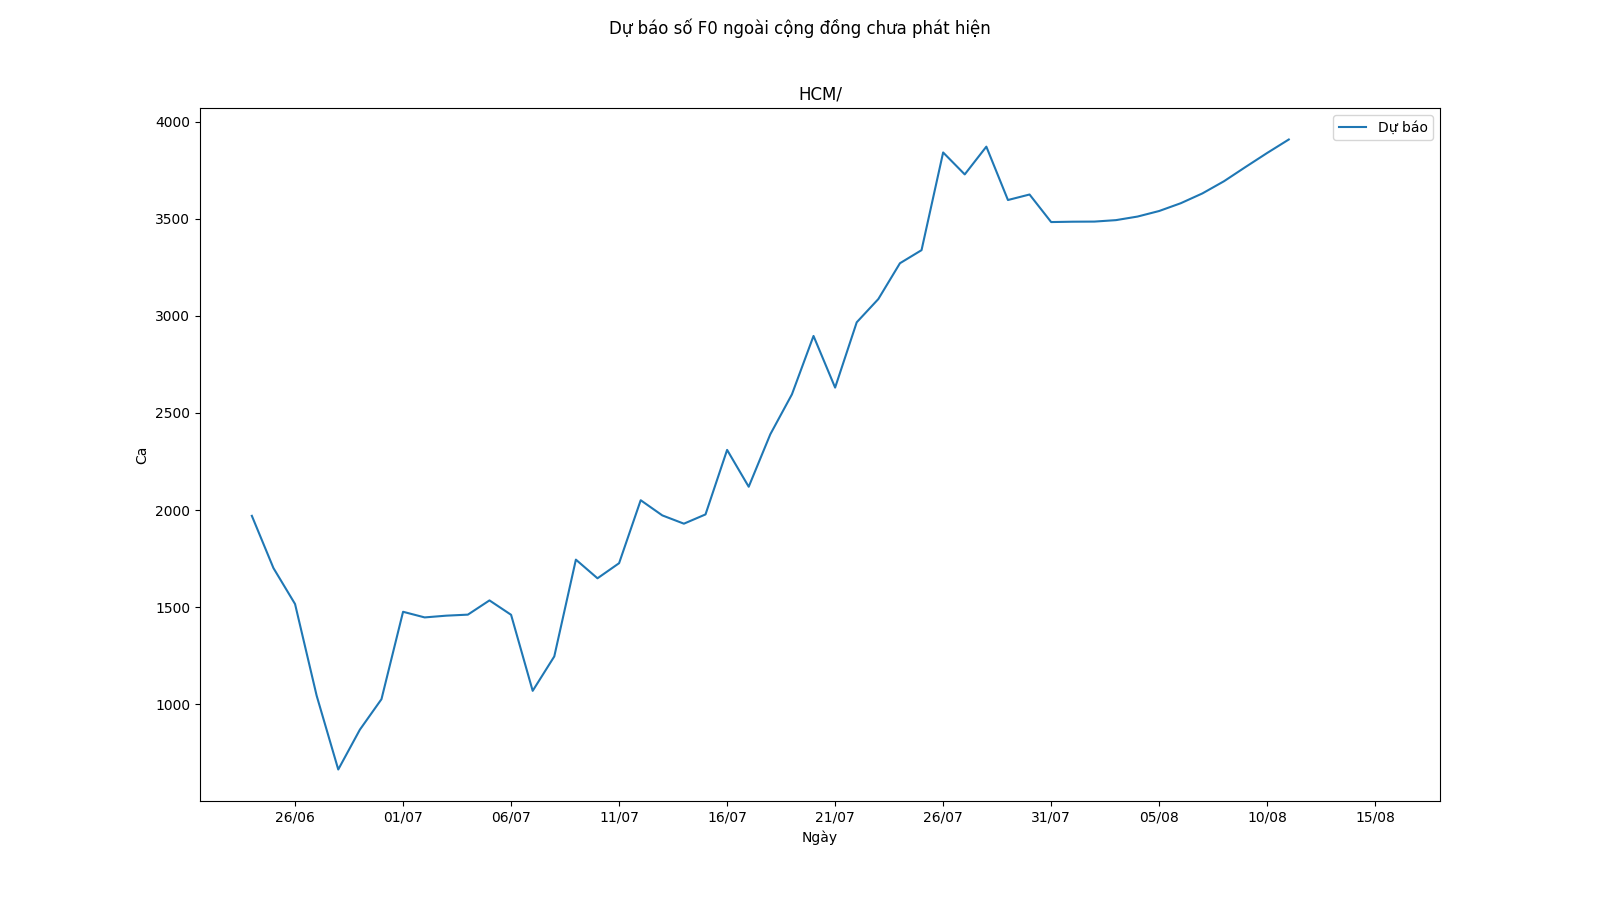 Dự báo số F0 ngoài cộng đồng chưa phát hiện
HCM/
Dự báo
4000
3500
3000
2500
2000
1500
1000
Ca
26/06 01/07 06/07 11/07 16/07 21/07 26/07 31/07 05/08 10/08 15/08
Ngày